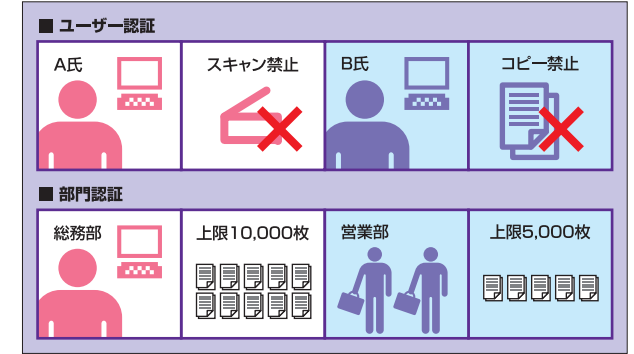 ■ ユーザー認証
A氏
スキャン禁止
B氏
コピー禁止
■ 部門認証
総務部
上限10,000枚
営業部
上限5,000枚